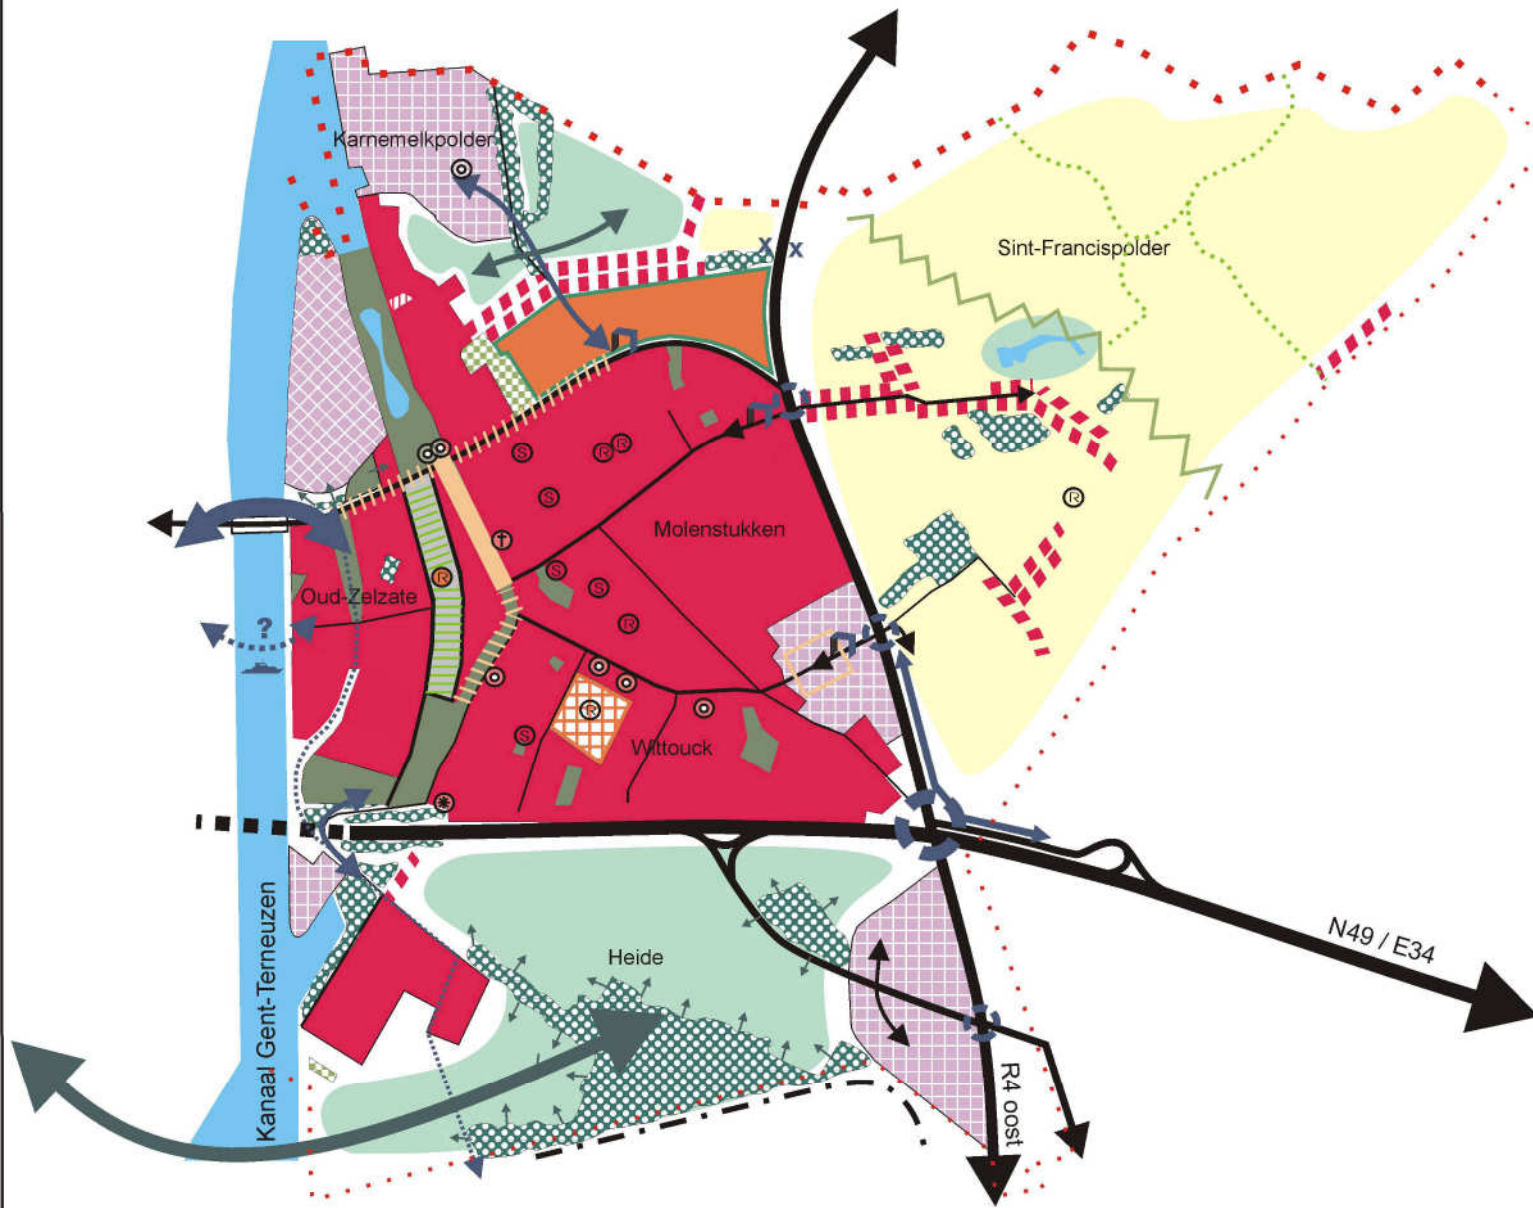 Karnemelkpolder
Sint-Francispolder
x x
S
R R
S
R
Molenstukken
S
R
S
Oud-Zelzate
R
?
R
S
Wittouck
Kanaal Gent-Terneuzen
Heide
N49 / E34
R4 oost